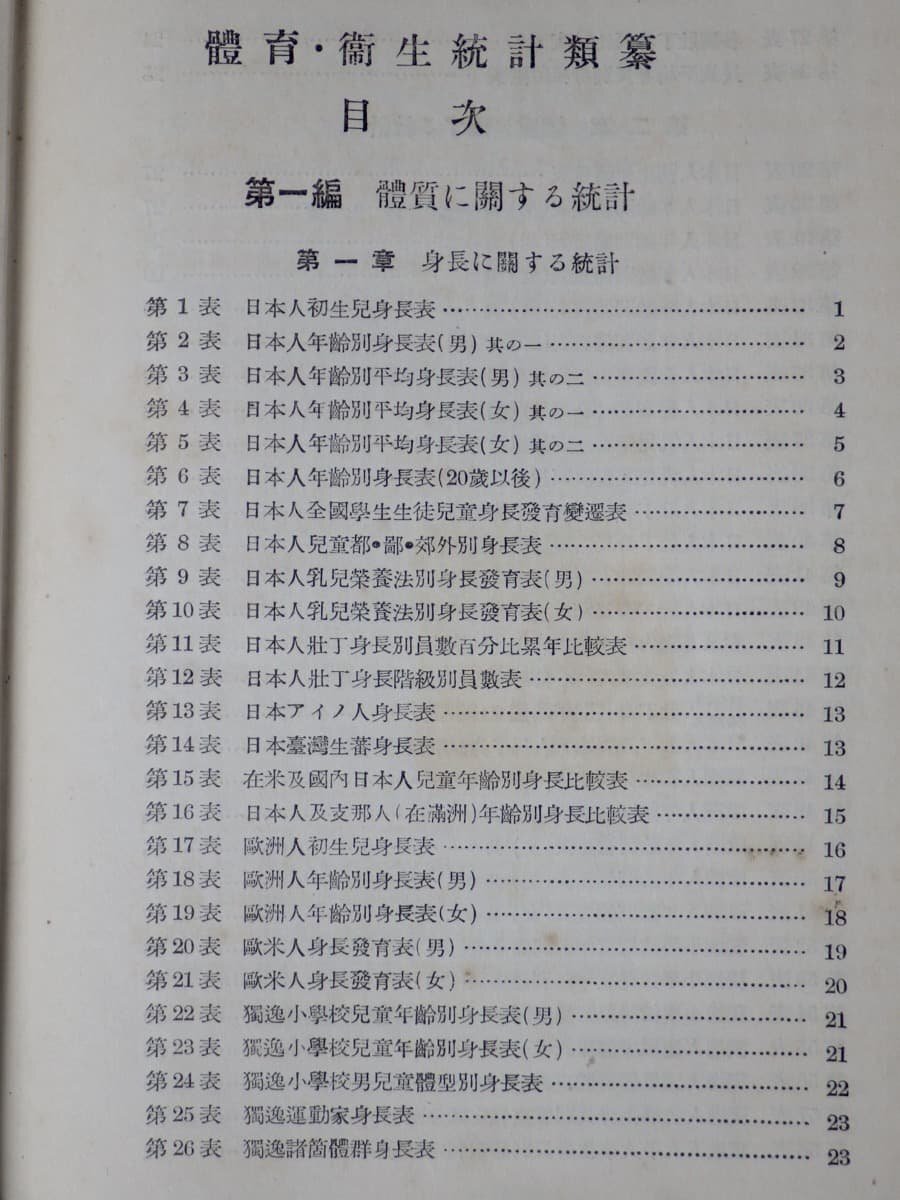 體育・衞生統計類纂
目次
第一編 體質に關する統計
第一章 身長に關する統計
第1表 日本人初生兒身長表……………………………………1
第2表 日本人年齡別身長表(男) 其の一……………………………2
第3表 日本人年齡別平均身長表(男) 其の二………………………3
第4表 日本人年齡別平均身長表(女) 其の一………………………4
第5表 日本人年齡別平均身長表(女) 其の二………………………5
第6表 日本人年齡別身長表(20歲以後)……………………………6
第7表 日本人全國學生生徒兒童身長發育變遷表…………………7
第8表 日本人兒童都•鄙•郊外別身長表……………………………8
第9表 日本人乳兒榮養法別身長發育表(男)………………………9
第10表 日本人乳兒榮養法別身長發育表(女)………………………10
第11表 日本人壯丁身長別員數百分比累年比較表…………………11
第12表 日本人壯丁身長階級別員數表………………………………12
第13表 日本アイノ人身長表…………………………………………13
第14表 日本臺灣生蕃身長表…………………………………………13
第15表 在米及國內日本人兒童年齡別身長比較表…………………14
第16表 日本人及支那人(在滿洲)年齡別身長比較表………………15
第17表 歐洲人初生兒身長表…………………………………………16
第18表 歐洲人年齡別身長表(男)……………………………………17
第19表 歐洲人年齡別身長表(女)……………………………………18
第20表 歐米人身長發育表(男)………………………………………19
第21表 歐米人身長發育表(女)………………………………………20
第22表 獨逸小學校兒童年齡別身長表(男)…………………………21
第23表 獨逸小學校兒童年齡別身長表(女)…………………………21
第24表 獨逸小學校男兒童體型別身長表……………………………22
第25表 獨逸運動家身長表……………………………………………23
第26表 獨逸諸箇體群身長表…………………………………………23